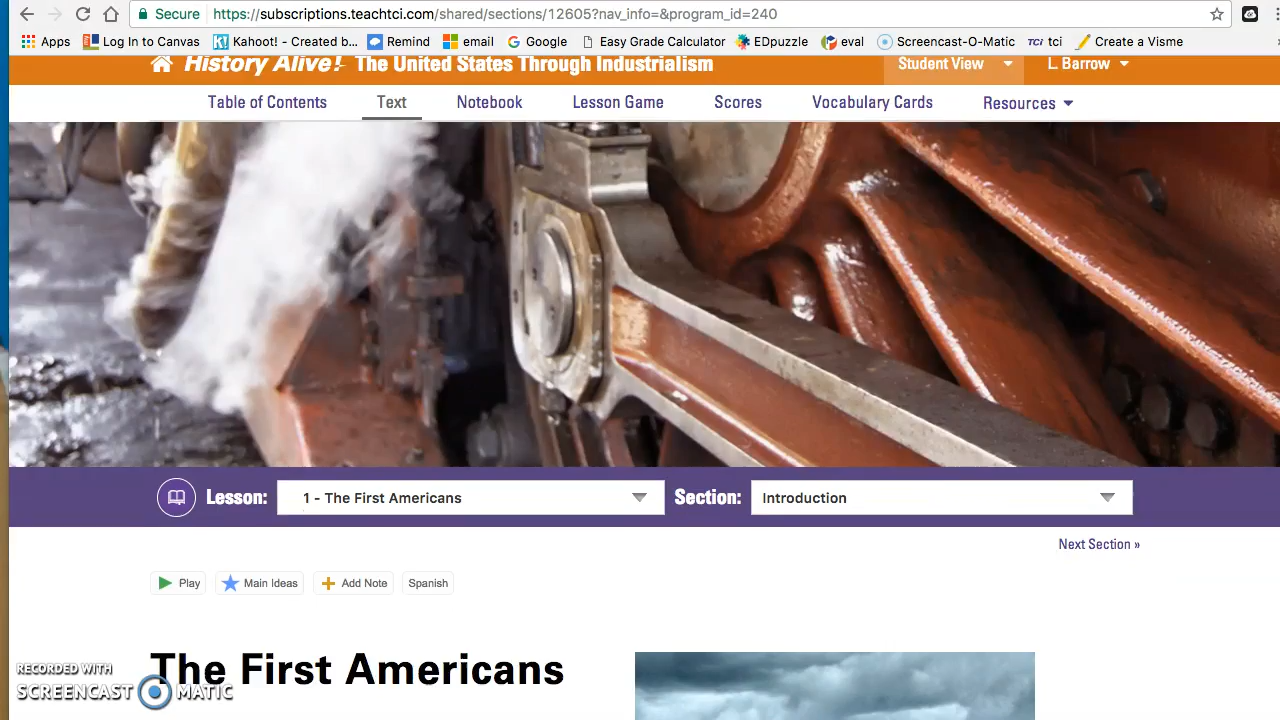 Secure https://subscriptions.teachtci.com/shared/sections/12605?nav_info=&program_id=240
Apps Log In to Canvas Kahoot! - Created b... Remind email Google Easy Grade Calculator EDpuzzle eval Screencast-O-Matic TCi tci Create a Visme
History Alive! The United States Through Industrialism Student View L Barrow
Table of Contents Text Notebook Lesson Game Scores Vocabulary Cards Resources
Lesson: 1 - The First Americans Section: Introduction
Next Section »
Play Main Ideas Add Note Spanish
The First Americans
RECORDED WITH
SCREENCAST MATIC